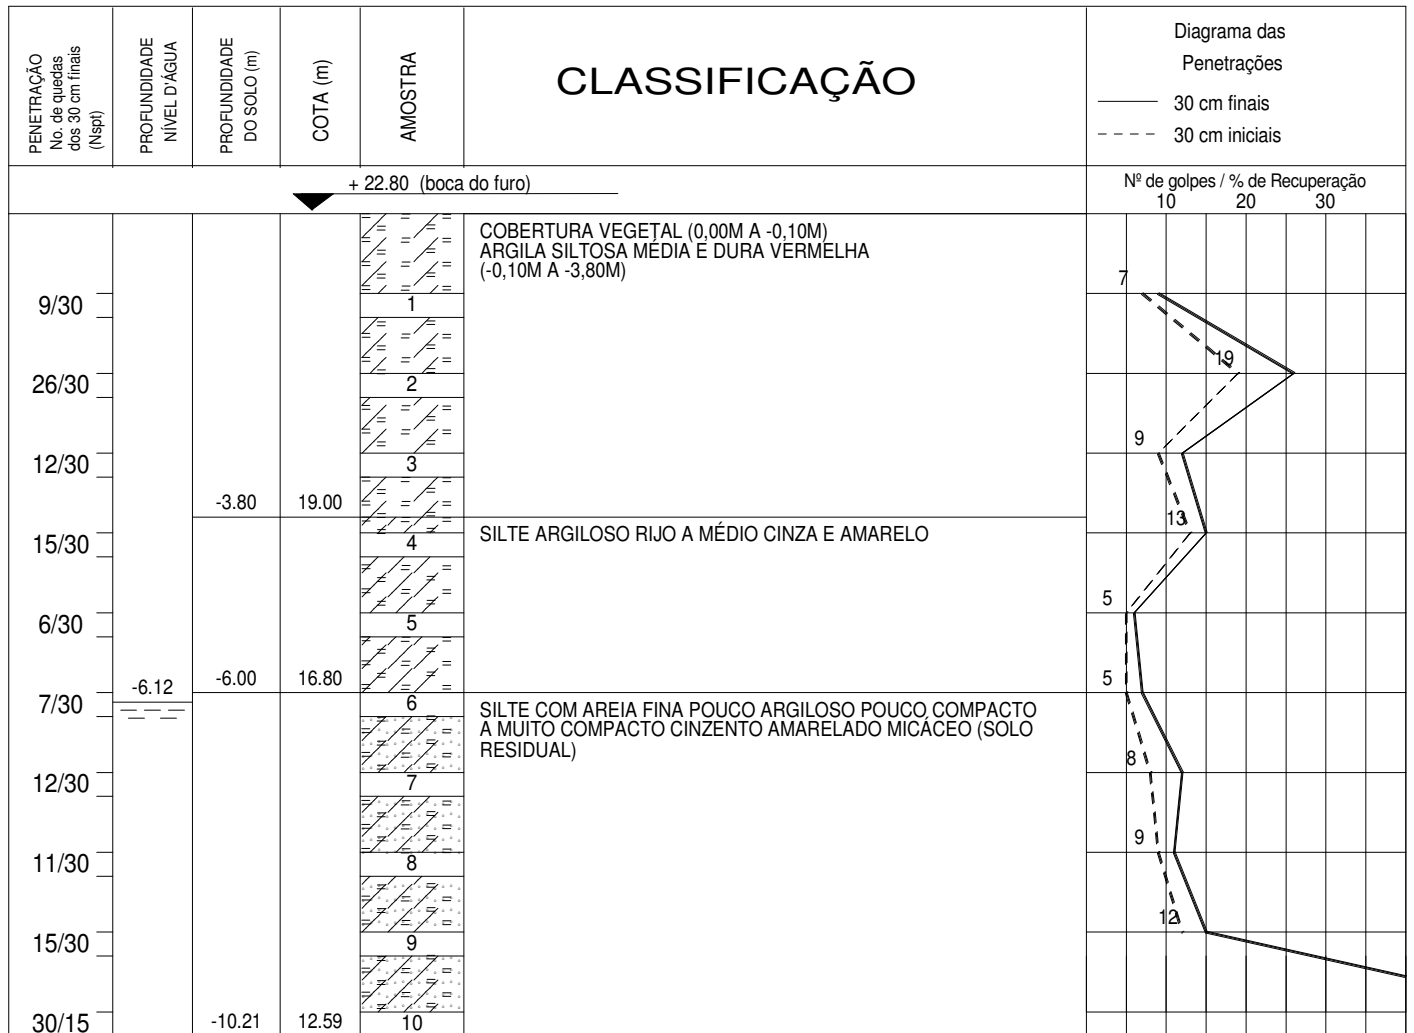 PENETRAÇÃO
No. de quedas
dos 30 cm finais
(Nspt)
PROFUNDIDADE
NÍVEL D'ÁGUA
PROFUNDIDADE
DO SOLO (m)
COTA (m)
AMOSTRA
CLASSIFICAÇÃO
Diagrama das
Penetrações
30 cm finais
30 cm iniciais
+ 22.80 (boca do furo)
Nº de golpes / % de Recuperação
10 20 30
COBERTURA VEGETAL (0,00M A -0,10M)
ARGILA SILTOSA MÉDIA E DURA VERMELHA
(-0,10M A -3,80M)
7
9/30 1
19
26/30 2
9
12/30 3
-3.80 19.00
13
SILTE ARGILOSO RIJO A MÉDIO CINZA E AMARELO
15/30 4
5
6/30 5
-6.12 -6.00 16.80 5
7/30 6
SILTE COM AREIA FINA POUCO ARGILOSO POUCO COMPACTO
A MUITO COMPACTO CINZENTO AMARELADO MICÁCEO (SOLO
RESIDUAL)
8
12/30 7
9
11/30 8
12
15/30 9
30/15 -10.21 12.59 10